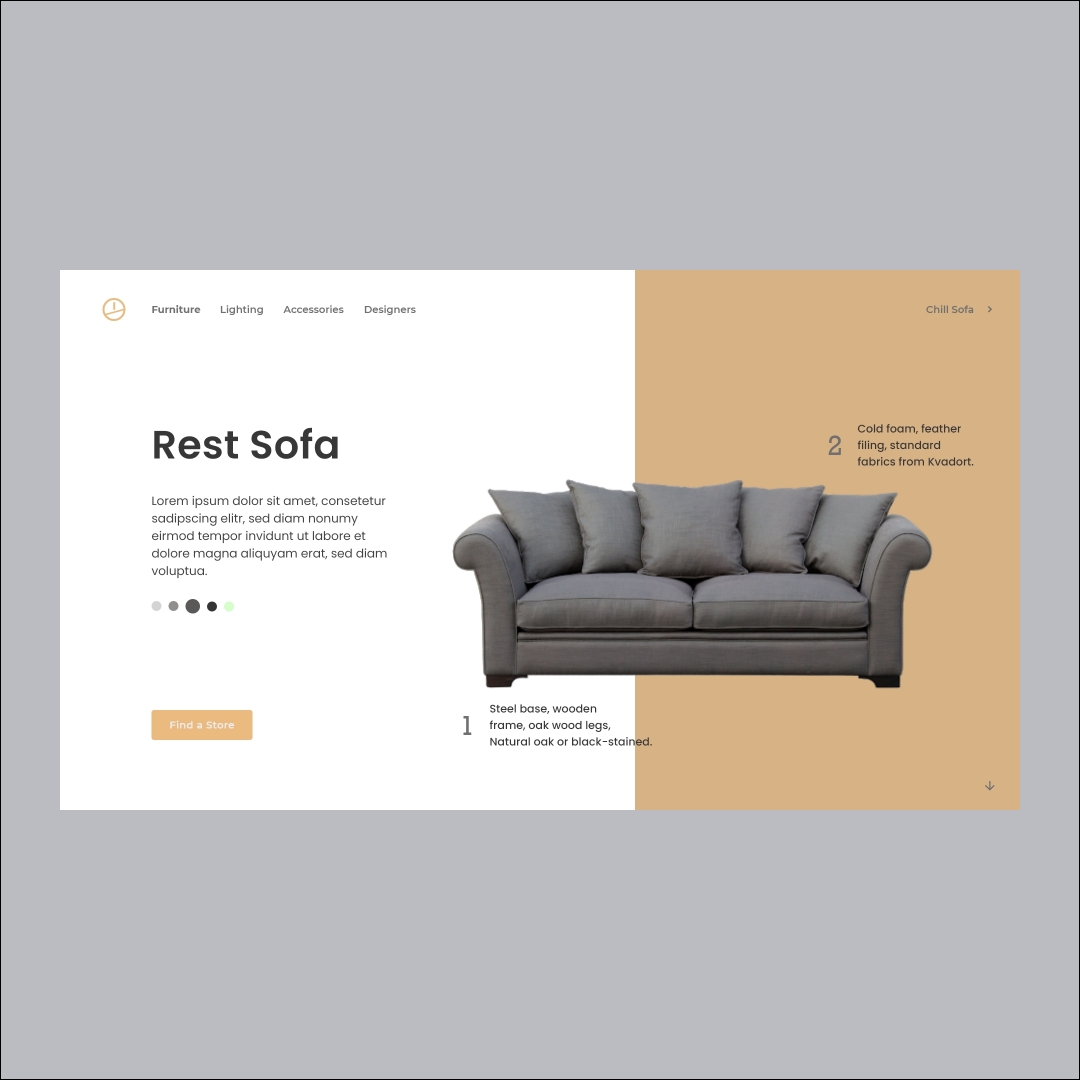 Furniture Lighting Accessories Designers
Chill Sofa
Rest Sofa
Lorem ipsum dolor sit amet, consetetur
sadipscing elitr, sed diam nonumy
eirmod tempor invidunt ut labore et
dolore magna aliquyam erat, sed diam
voluptua.
Find a Store
2
Cold foam, feather
filing, standard
fabrics from Kvadort.
1
Steel base, wooden
frame, oak wood legs,
Natural oak or black-stained.